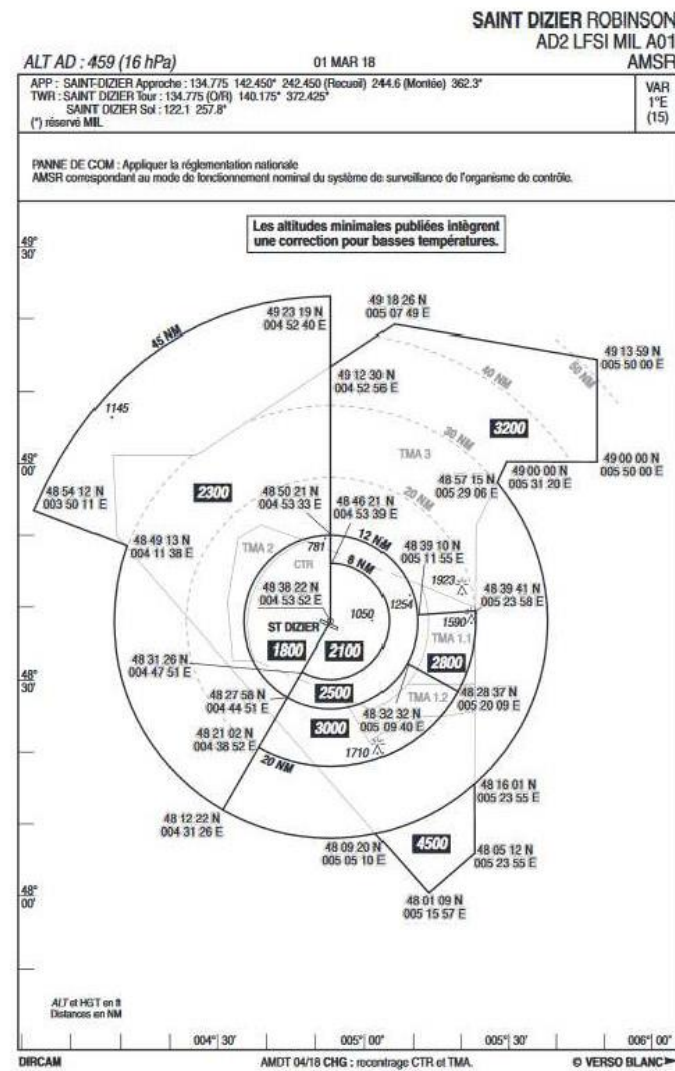 SAINT DIZIER ROBINSON
AD2 LFSI MIL A01
ALT AD : 459 (16 hPa)
01 MAR 18
AMSR
APP : SAINT-DIZIER Approche : 134.775 142.450* 242.450 (Recueil) 244.6 (Montée) 362.3*
TWR : SAINT DIZIER Tour : 134.775 (O/R) 140.175* 372.425*
SAINT DIZIER Sol : 122.1 257.8*
(*) réservé MIL
VAR
1°E
(15)
PANNE DE COM : Appliquer la réglementation nationale
AMSR correspondant au mode de fonctionnement nominal du système de surveillance de l'organisme de contrôle.
Les altitudes minimales publiées intègrent
une correction pour basses températures.
49°
30'
49 23 19 N
004 52 40 E
49 18 26 N
005 07 49 E
45 NM
49 13 59 N
005 50 00 E
50 NM
40 NM
49 12 30 N
004 52 56 E
1145
30 NM
3200
TMA 3
49°
00'
49 00 00 N
005 31 20 E
49 00 00 N
005 50 00 E
48 57 15 N
005 29 06 E
48 54 12 N
003 50 11 E
2300
48 50 21 N
004 53 33 E
48 46 21 N
004 53 39 E
20 NM
48 49 13 N
004 11 38 E
781
12 NM
8 NM
TMA 2
CTR
48 39 10 N
005 11 55 E
1923
48 38 22 N
004 53 52 E
1254
48 39 41 N
005 23 58 E
1050
1590
ST DIZIER
TMA 1.1
1800
2100
2800
48 31 26 N
004 47 51 E
48°
30'
2500
48 27 58 N
004 44 51 E
TMA 1.2
48 28 37 N
005 20 09 E
48 32 32 N
005 09 40 E
3000
48 21 02 N
004 38 52 E
1710
20 NM
48 16 01 N
005 23 55 E
48 12 22 N
004 31 26 E
48 09 20 N
005 05 10 E
4500
48 05 12 N
005 23 55 E
48°
00'
48 01 09 N
005 15 57 E
ALT et HGT en ft
Distances en NM
004° 30'
005° 00'
005° 30'
006° 00'
DIRCAM
AMDT 04/18 CHG : recentrage CTR et TMA.
© VERSO BLANC